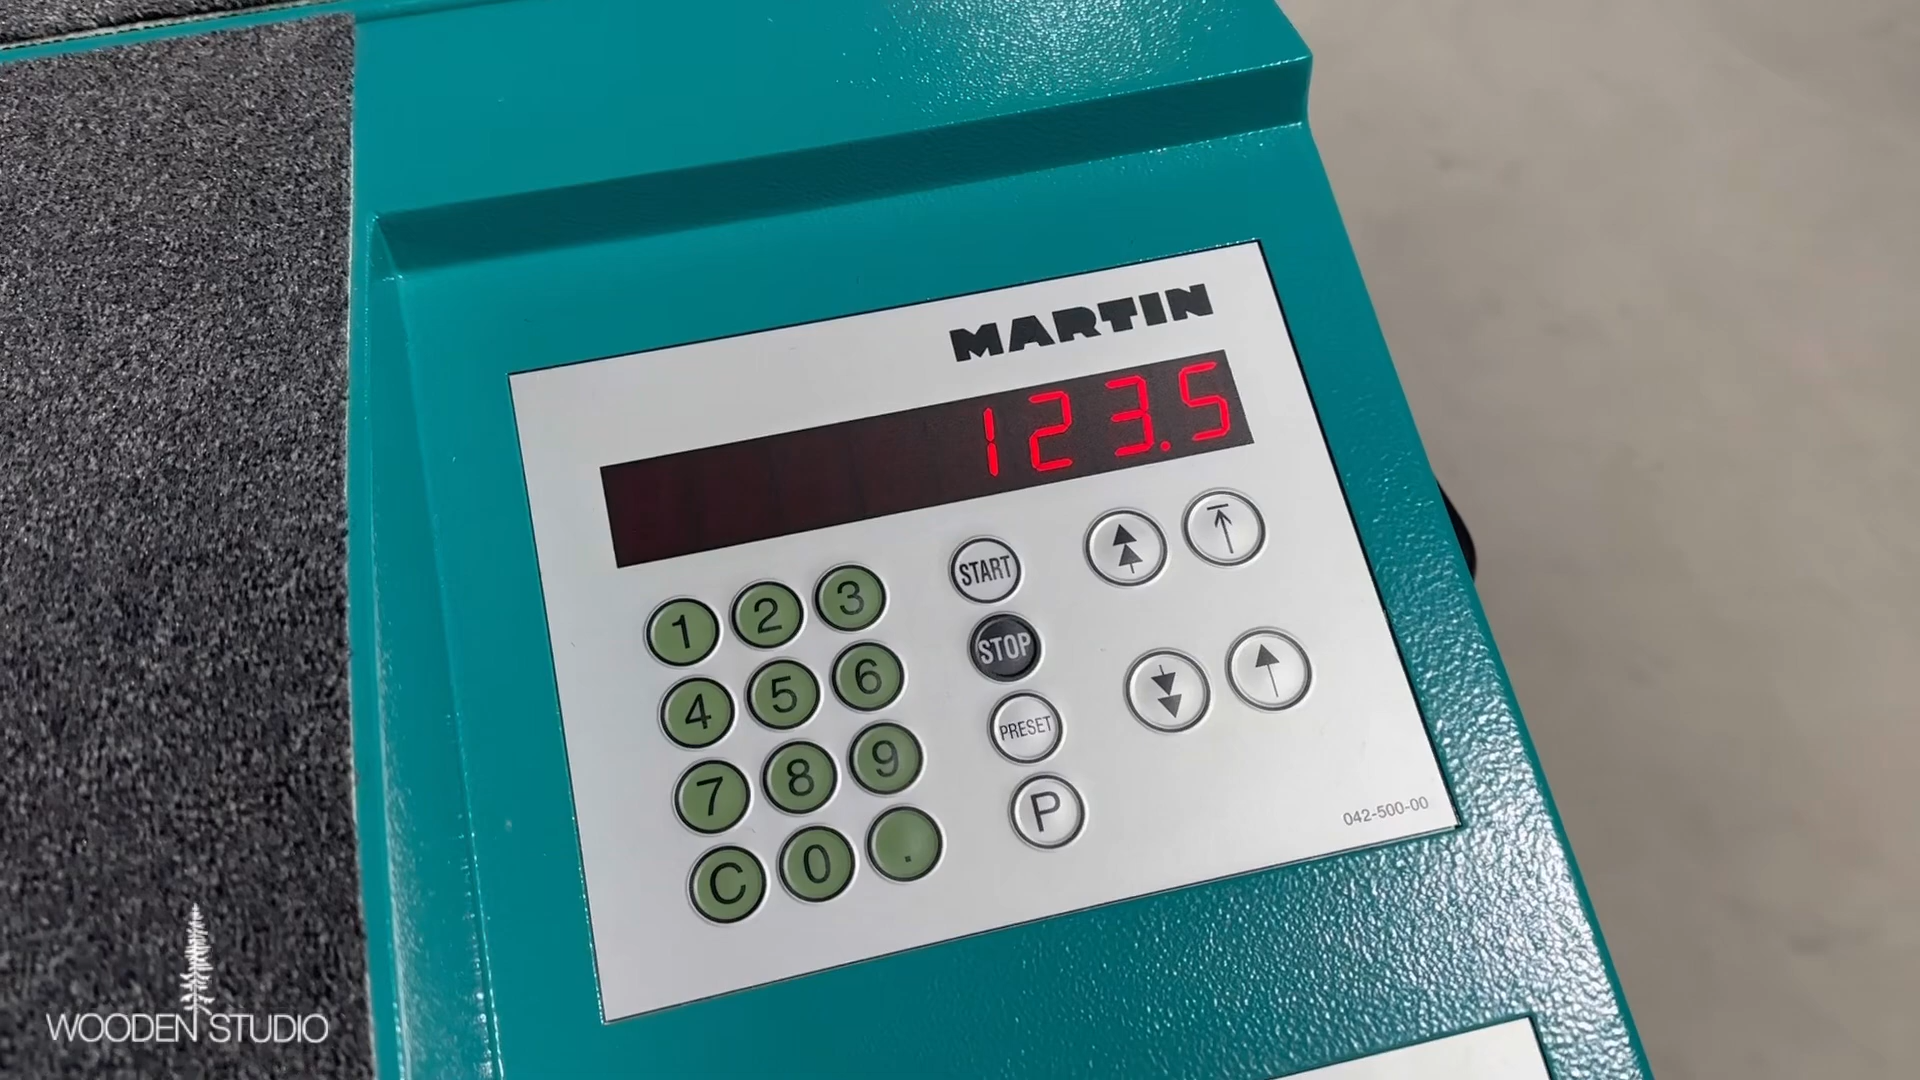 MARTIN
123.5
1 2 3
START
4 5 6
STOP
7 8 9
PRESET
C 0 .
P
042-500-00
WOODEN STUDIO